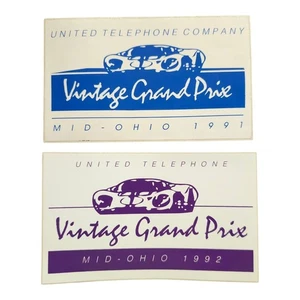 UNITED TELEPHONE COMPANY
Vintage Grand Prix
MID-OHIO 1991
UNITED TELEPHONE
Vintage Grand Prix
MID-OHIO 1992